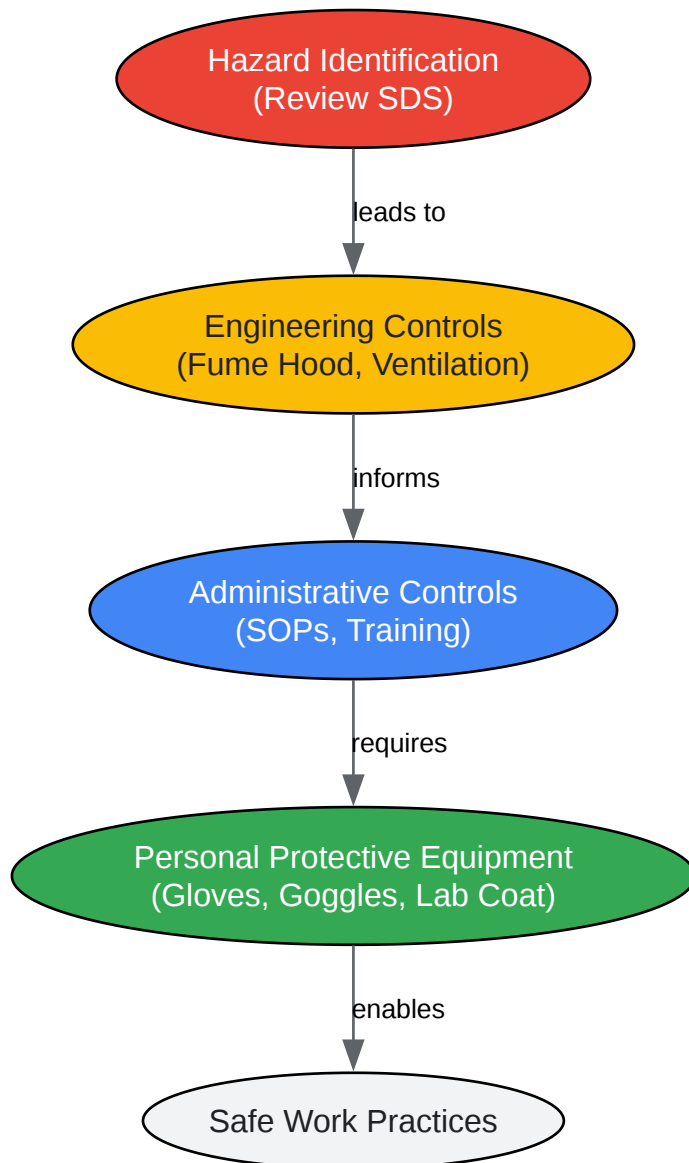 Hazard Identification
(Review SDS)
leads to
Engineering Controls
(Fume Hood, Ventilation)
informs
Administrative Controls
(SOPs, Training)
requires
Personal Protective Equipment
(Gloves, Goggles, Lab Coat)
enables
Safe Work Practices